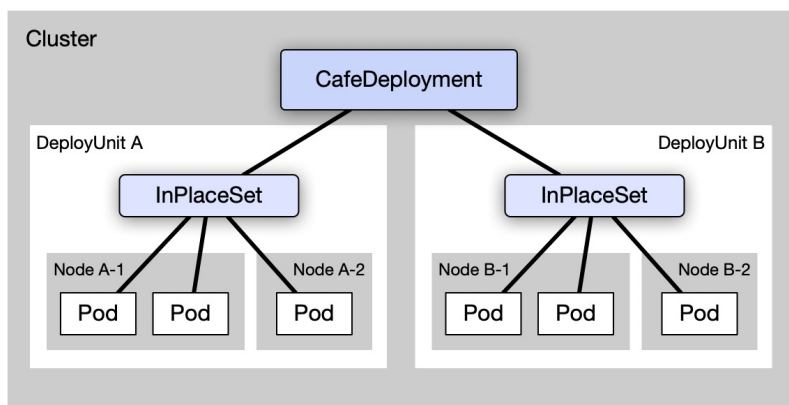 Cluster
CafeDeployment
DeployUnit A
DeployUnit B
InPlaceSet
InPlaceSet
Node A-1
Node A-2
Node B-1
Node B-2
Pod
Pod
Pod
Pod
Pod
Pod